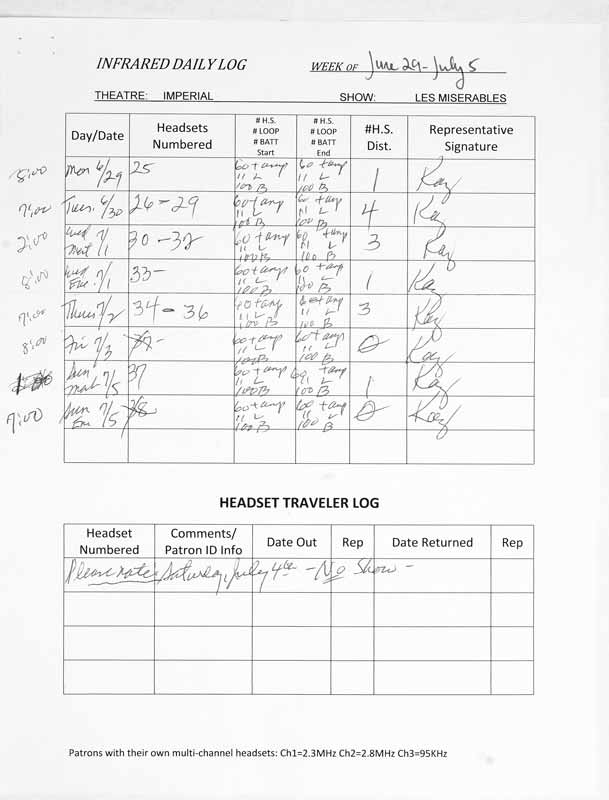 INFRARED DAILY LOG WEEK OF June 29-July 5
THEATRE: IMPERIAL SHOW: LES MISERABLES
Day/Date Headsets Numbered # H.S. # LOOP # BATT Start # H.S. # LOOP # BATT End #H.S. Dist. Representative Signature
8:00 Mon 6/29 25 60 + amp 11 L 100 B 60 + amp 11 L 100 B 1 Kay
7:00 Tues. 6/30 26 - 29 60 + amp 11 L 100 B 60 + amp 11 L 100 B 4 Kay
2:00 Wed Mat 7/1 30 - 32 60 + amp 11 L 100 B 60 + amp 11 L 100 B 3 Kay
8:00 Wed Eve. 7/1 33- 60 + amp 11 L 100 B 60 + amp 11 L 100 B 1 Kay
7:00 Thurs 7/2 34 - 36 60 + amp 11 L 100 B 60 + amp 11 L 100 B 3 Kay
8:00 Fri 7/3 60 + amp 11 L 100 B 60 + amp 11 L 100 B 0 Kay
Sun Mat 7/5 37 60 + amp 11 L 100 B 60 + amp 11 L 100 B 1 Kay
7:00 Sun Eve 7/5 38 60 + amp 11 L 100 B 60 + amp 11 L 100 B 0 Kay
HEADSET TRAVELER LOG
Headset Numbered Comments/ Patron ID Info Date Out Rep Date Returned Rep
Please note: Saturday, July 4th - No Show -
Patrons with their own multi-channel headsets: Ch1=2.3MHz Ch2=2.8MHz Ch3=95KHz